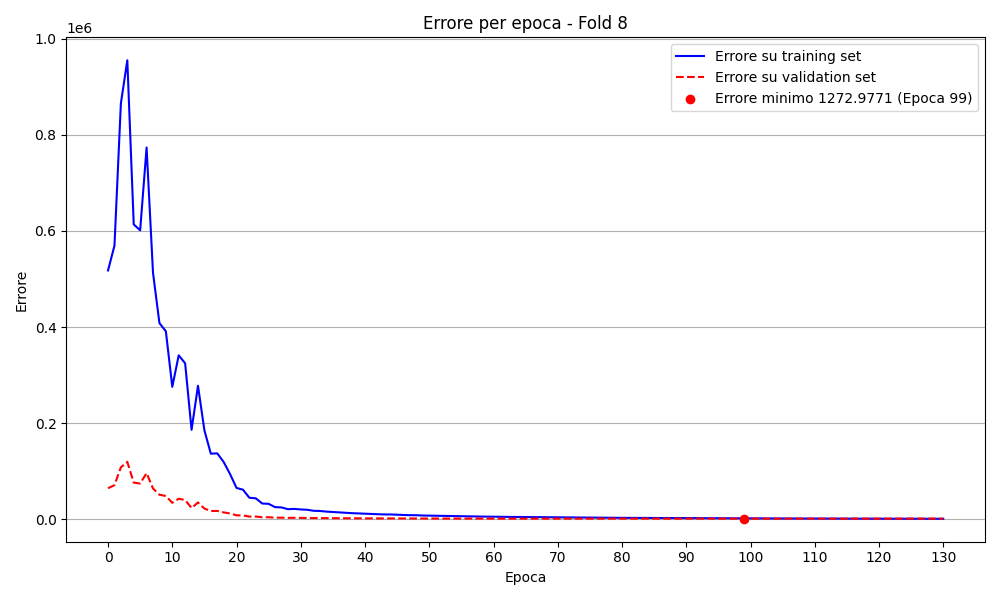 Errore per epoca - Fold 8
1e6
1.0
0.8
0.6
0.4
0.2
0.0
Errore
Errore su training set
Errore su validation set
Errore minimo 1272.9771 (Epoca 99)
0 10 20 30 40 50 60 70 80 90 100 110 120 130
Epoca